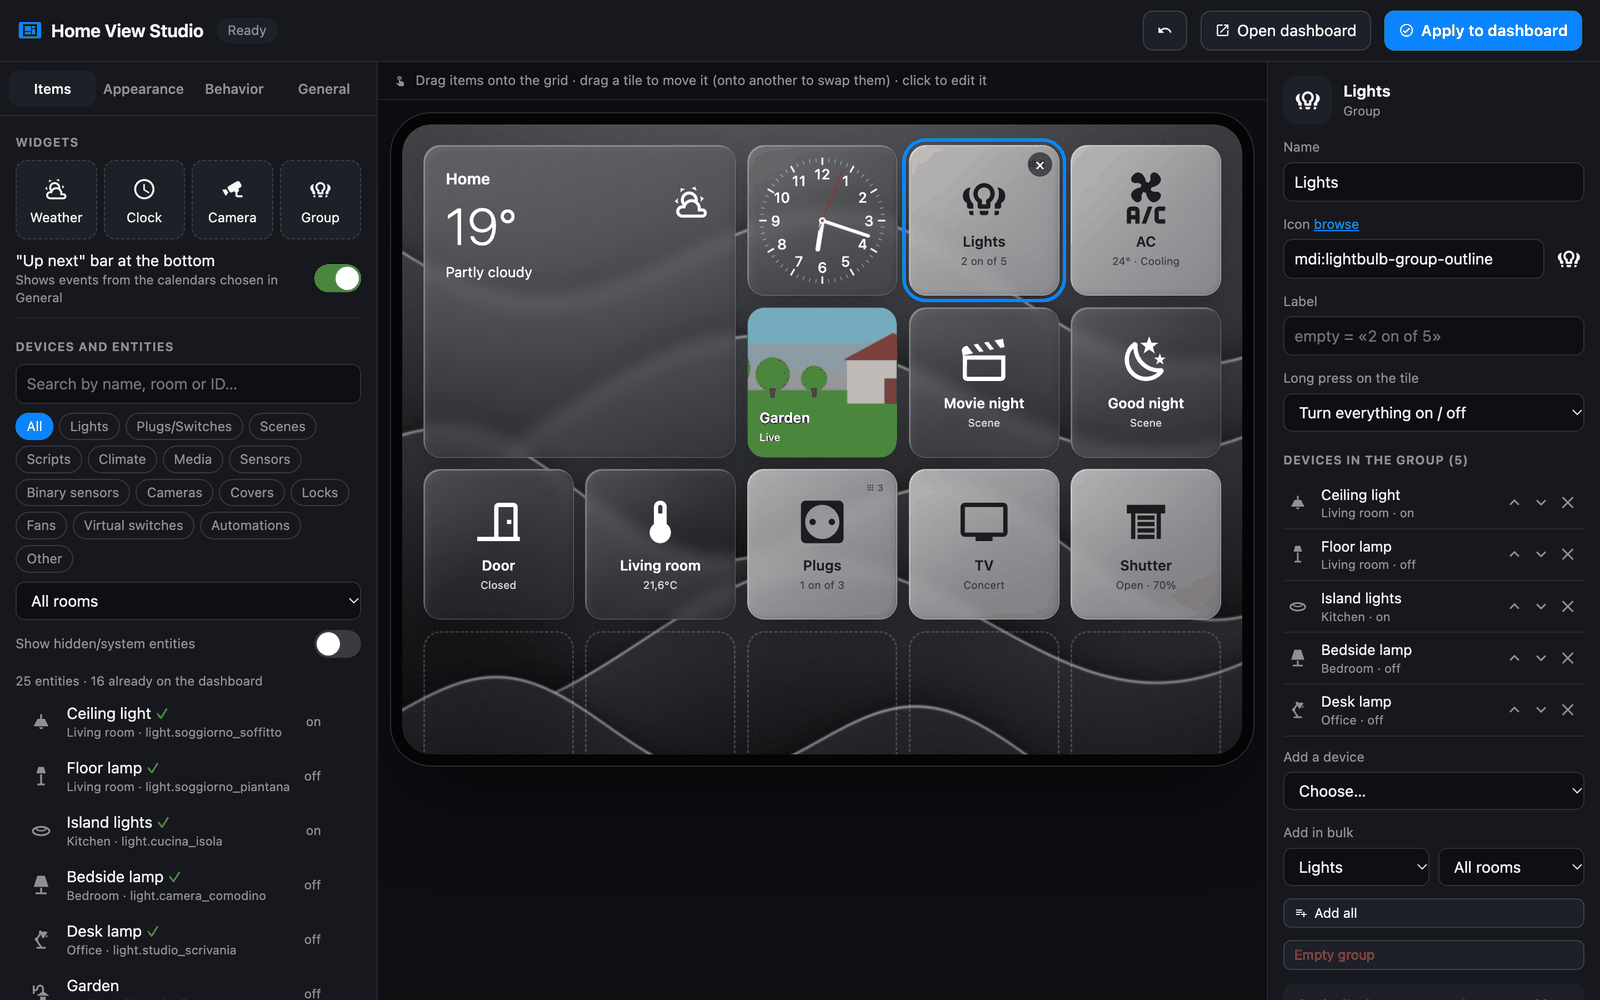 Home View Studio
Ready
Open dashboard
Apply to dashboard
Items
Appearance
Behavior
General
Drag items onto the grid · drag a tile to move it (onto another to swap them) · click to edit it
WIDGETS
Weather
Clock
Camera
Group
"Up next" bar at the bottom
Shows events from the calendars chosen in
General
DEVICES AND ENTITIES
Search by name, room or ID...
All
Lights
Plugs/Switches
Scenes
Scripts
Climate
Media
Sensors
Binary sensors
Cameras
Covers
Locks
Fans
Virtual switches
Automations
Other
All rooms
Show hidden/system entities
25 entities · 16 already on the dashboard
Ceiling light
Living room · light.soggiorno_soffitto
on
Floor lamp
Living room · light.soggiorno_piantana
off
Island lights
Kitchen · light.cucina_isola
on
Bedside lamp
Bedroom · light.camera_comodino
off
Desk lamp
Office · light.studio_scrivania
off
Garden
off
Home
19°
Partly cloudy
12
1
2
3
4
5
6
7
8
9
10
11
Lights
2 on of 5
A/C
AC
24° · Cooling
Garden
Live
Movie night
Scene
Good night
Scene
Door
Closed
Living room
21,6°C
3
Plugs
1 on of 3
TV
Concert
Shutter
Open · 70%
Lights
Group
Name
Lights
Icon browse
mdi:lightbulb-group-outline
Label
empty = «2 on of 5»
Long press on the tile
Turn everything on / off
DEVICES IN THE GROUP (5)
Ceiling light
Living room · on
Floor lamp
Living room · off
Island lights
Kitchen · on
Bedside lamp
Bedroom · off
Desk lamp
Office · off
Add a device
Choose...
Add in bulk
Lights
All rooms
Add all
Empty group